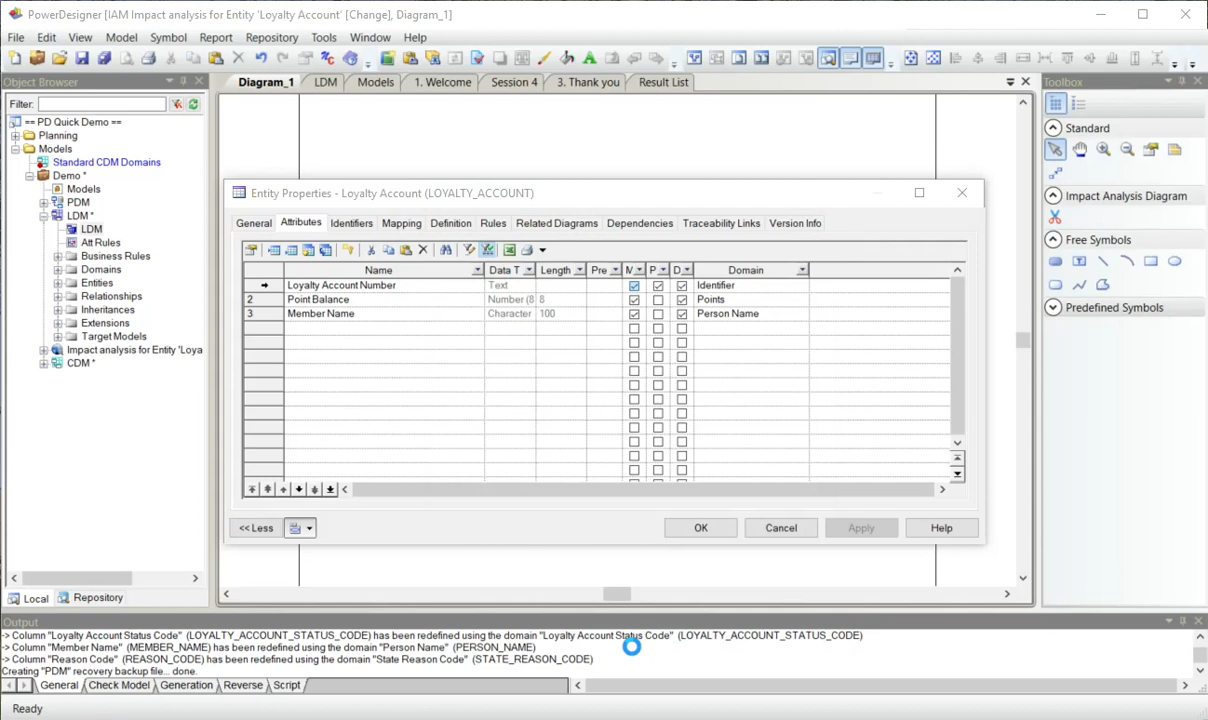 PowerDesigner [IAM Impact analysis for Entity 'Loyalty Account' [Change], Diagram_1]
File Edit View Model Symbol Report Repository Tools Window Help
Object Browser
Diagram_1 LDM Models 1. Welcome Session 4 3. Thank you Result List
Toolbox
Filter:
== PD Quick Demo ==
Planning
Models
Standard CDM Domains
Demo *
Models
PDM
LDM *
LDM
Att Rules
Business Rules
Domains
Entities
Relationships
Inheritances
Extensions
Target Models
Impact analysis for Entity 'Loya
CDM *
Local Repository
Entity Properties - Loyalty Account (LOYALTY_ACCOUNT)
General Attributes Identifiers Mapping Definition Rules Related Diagrams Dependencies Traceability Links Version Info
Name Data T Length Pre M P D Domain
Loyalty Account Number Text Identifier
2 Point Balance Number (8 8 Points
3 Member Name Character 100 Person Name
<< Less OK Cancel Apply Help
Standard
Impact Analysis Diagram
Free Symbols
Predefined Symbols
Output
-> Column "Loyalty Account Status Code" (LOYALTY_ACCOUNT_STATUS_CODE) has been redefined using the domain "Loyalty Account Status Code" (LOYALTY_ACCOUNT_STATUS_CODE)
-> Column "Member Name" (MEMBER_NAME) has been redefined using the domain "Person Name" (PERSON_NAME)
-> Column "Reason Code" (REASON_CODE) has been redefined using the domain "State Reason Code" (STATE_REASON_CODE)
Creating "PDM" recovery backup file... done.
General Check Model Generation Reverse Script
Ready